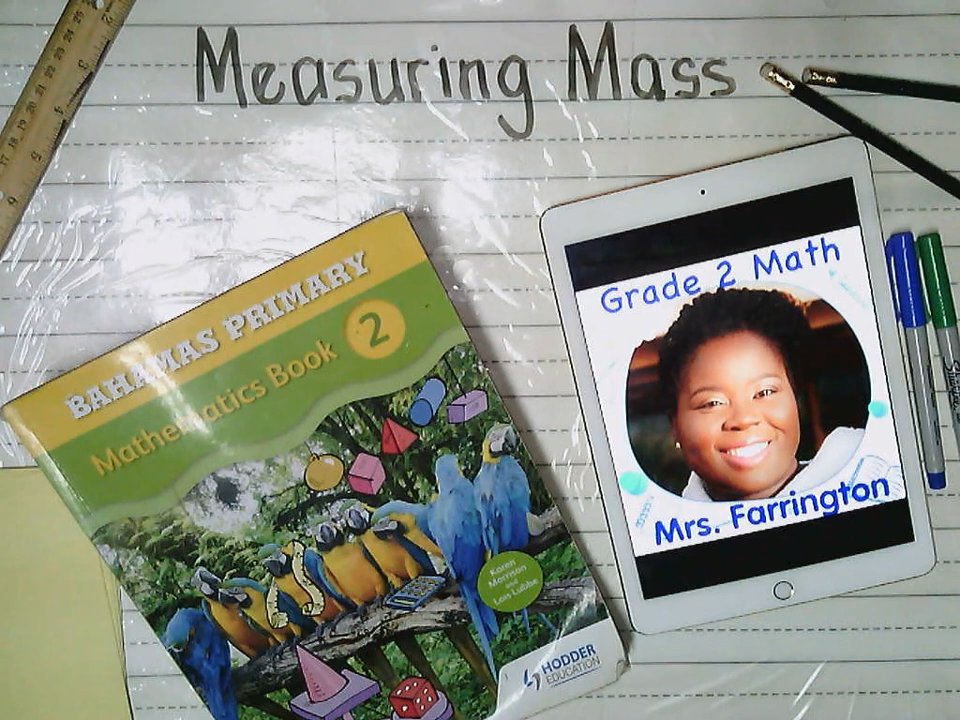 Measuring Mass
BAHAMAS PRIMARY
Mathematics Book 2
Karen
Morrison
and
Lois Lubbe
HODDER
EDUCATION
Grade 2 Math
Mrs. Farrington